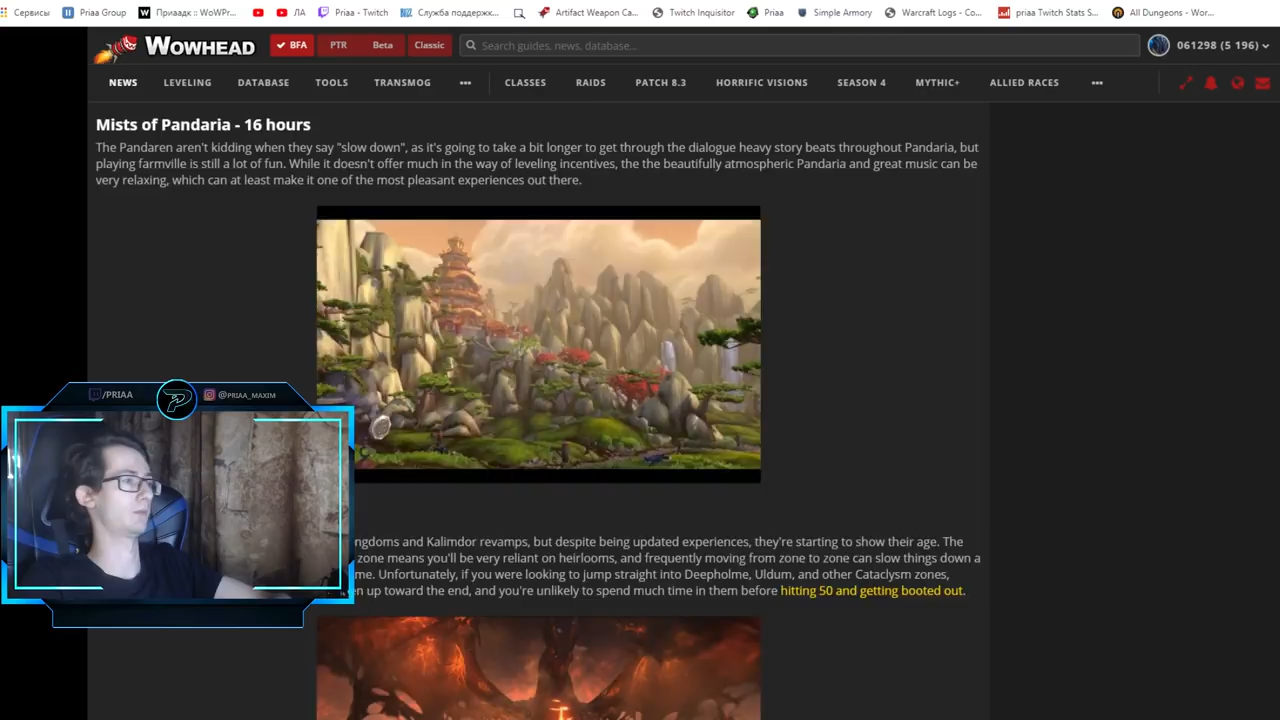 Сервисы Priaa Group Приаадк :: WoWPr... ЛА Priaa - Twitch Служба поддержк... Artifact Weapon Ca... Twitch Inquisitor Priaa Simple Armory Warcraft Logs - Co... priaa Twitch Stats S... All Dungeons - Wor...
WOWHEAD BFA PTR Beta Classic Search guides, news, database... 061298 (5 196)
NEWS LEVELING DATABASE TOOLS TRANSMOG ••• CLASSES RAIDS PATCH 8.3 HORRIFIC VISIONS SEASON 4 MYTHIC+ ALLIED RACES •••
Mists of Pandaria - 16 hours
The Pandaren aren't kidding when they say "slow down", as it's going to take a bit longer to get through the dialogue heavy story beats throughout Pandaria, but
playing farmville is still a lot of fun. While it doesn't offer much in the way of leveling incentives, the the beautifully atmospheric Pandaria and great music can be
very relaxing, which can at least make it one of the most pleasant experiences out there.
/PRIAA @PRIAA_MAXIM
ngdoms and Kalimdor revamps, but despite being updated experiences, they're starting to show their age. The
zone means you'll be very reliant on heirlooms, and frequently moving from zone to zone can slow things down a
me. Unfortunately, if you were looking to jump straight into Deepholme, Uldum, and other Cataclysm zones,
en up toward the end, and you're unlikely to spend much time in them before hitting 50 and getting booted out.